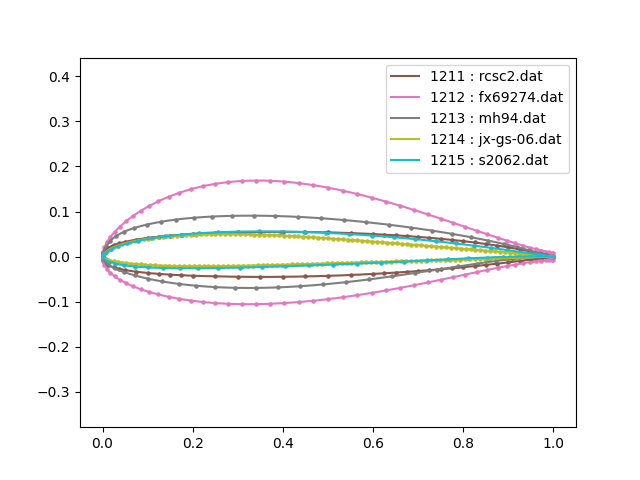 0.4
0.3
0.2
0.1
0.0
−0.1
−0.2
−0.3
0.0 0.2 0.4 0.6 0.8 1.0
1211 : rcsc2.dat
1212 : fx69274.dat
1213 : mh94.dat
1214 : jx-gs-06.dat
1215 : s2062.dat